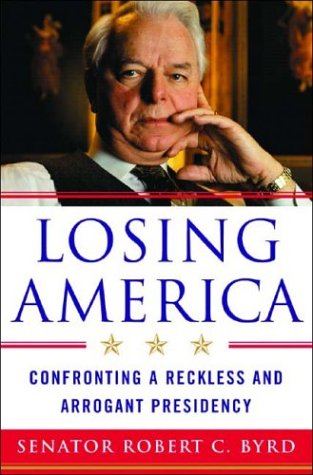 LOSING
AMERICA
CONFRONTING A RECKLESS AND
ARROGANT PRESIDENCY
SENATOR ROBERT C. BYRD